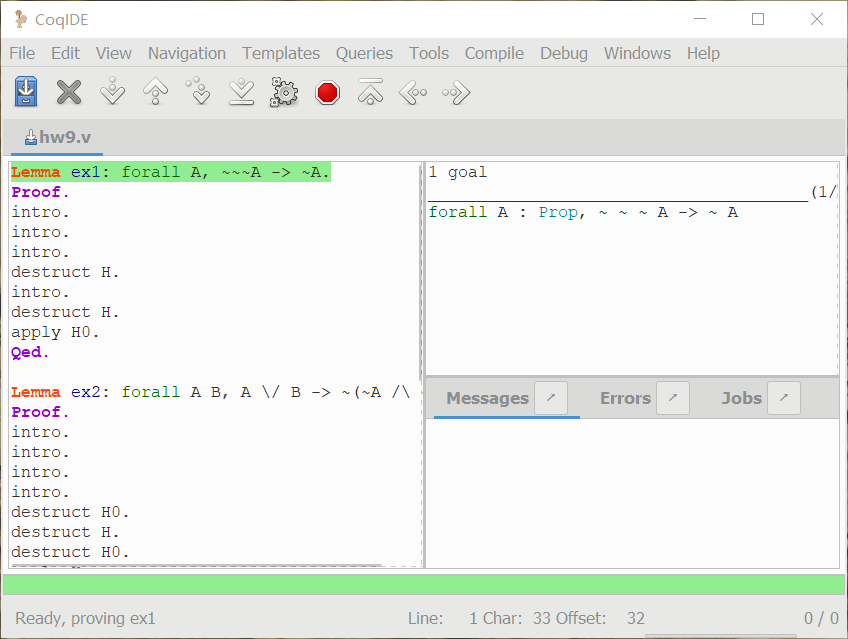 CoqIDE
File Edit View Navigation Templates Queries Tools Compile Debug Windows Help
hw9.v
Lemma ex1: forall A, ~~~A -> ~A.
Proof.
intro.
intro.
intro.
destruct H.
intro.
destruct H.
apply H0.
Qed.
Lemma ex2: forall A B, A \/ B -> ~(~A /\
Proof.
intro.
intro.
intro.
intro.
destruct H0.
destruct H.
destruct H0.
1 goal
(1/
forall A : Prop, ~ ~ ~ A -> ~ A
Messages Errors Jobs
Ready, proving ex1 Line: 1 Char: 33 Offset: 32 0 / 0